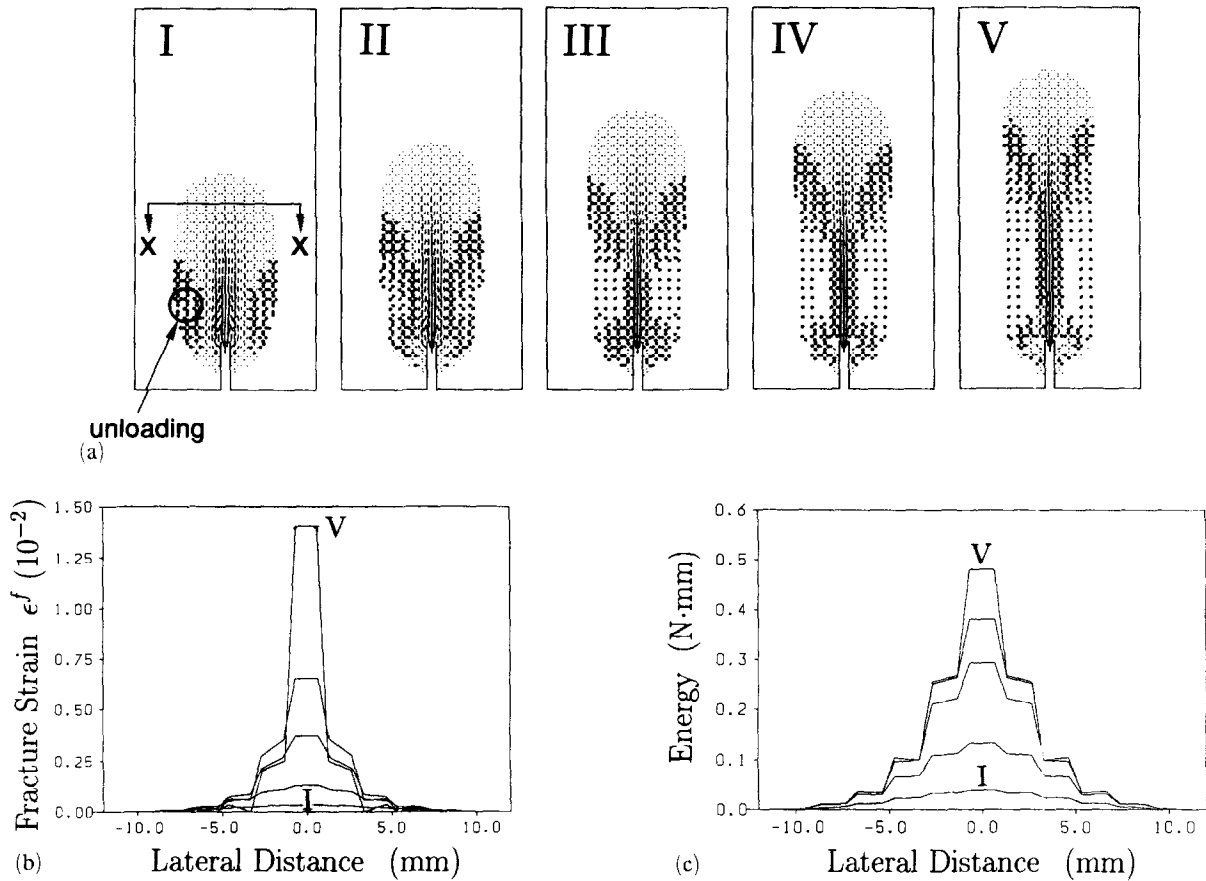 I II III IV V
X X
unloading
(a)
Fracture Strain ϵᶠ (10⁻²)
1.50
1.25
1.00
0.75
0.50
0.25
0.00
V
I
-10.0 -5.0 0.0 5.0 10.0
(b) Lateral Distance (mm)
Energy (N·mm)
0.6
0.5
0.4
0.3
0.2
0.1
0.0
V
I
-10.0 -5.0 0.0 5.0 10.0
(c) Lateral Distance (mm)